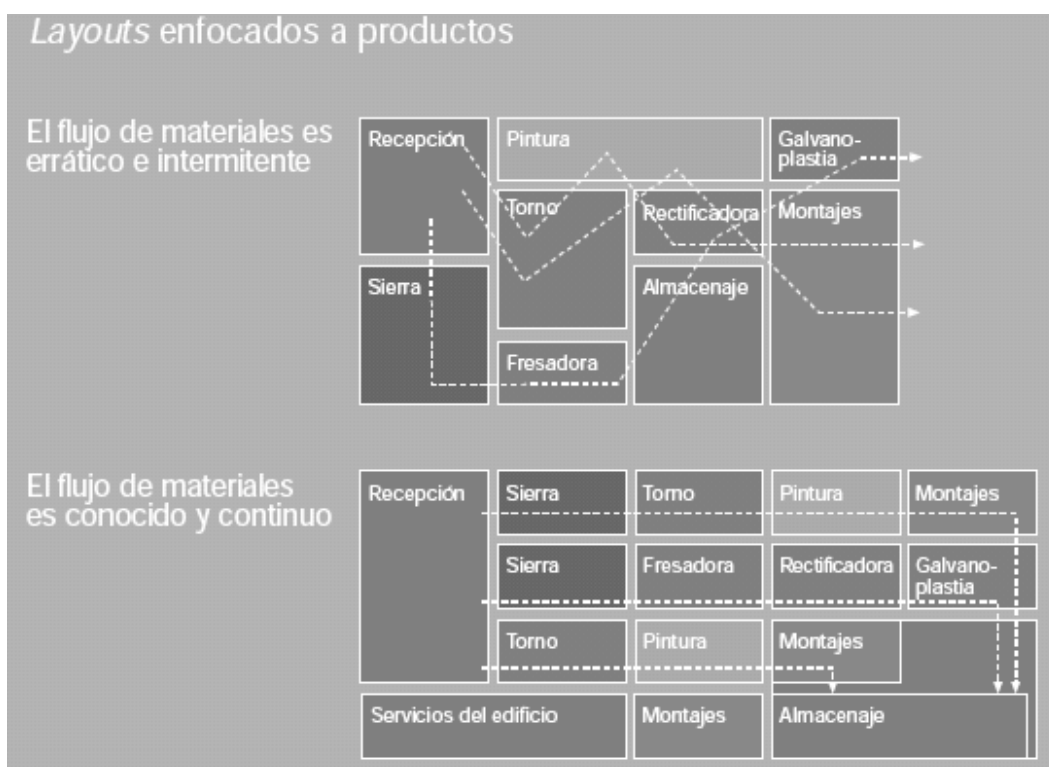 Layouts enfocados a productos
El flujo de materiales es
errático e intermitente
Recepción
Pintura
Galvano-
plastia
Torno
Rectificadora
Montajes
Sierra
Almacenaje
Fresadora
El flujo de materiales
es conocido y continuo
Recepción
Sierra
Torno
Pintura
Montajes
Sierra
Fresadora
Rectificadora
Galvano-
plastia
Torno
Pintura
Montajes
Servicios del edificio
Montajes
Almacenaje